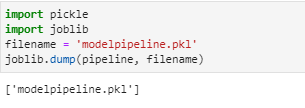 import pickle
import joblib
filename = 'modelpipeline.pkl'
joblib.dump(pipeline, filename)
['modelpipeline.pkl']